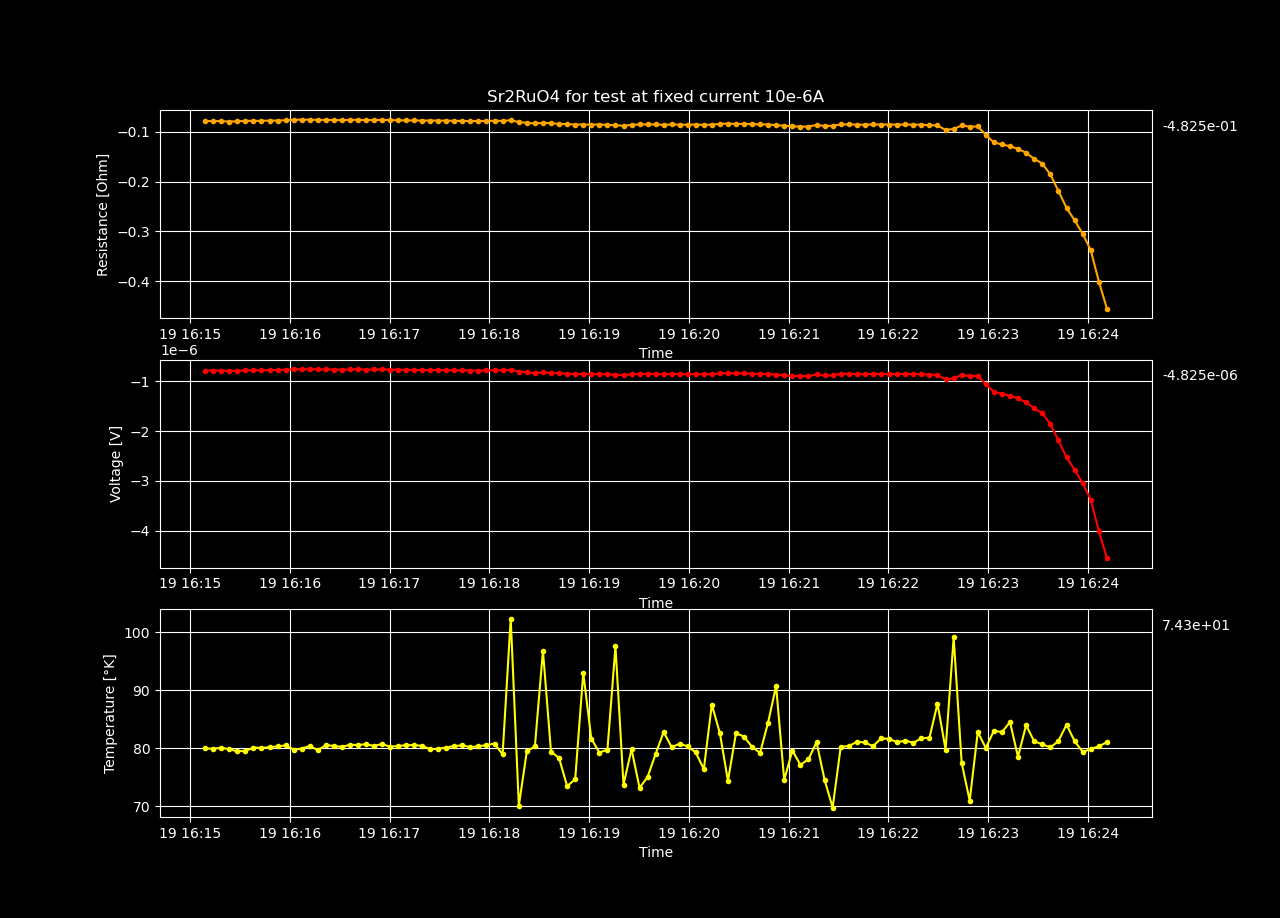 Sr2RuO4 for test at fixed current 10e-6A
-4.825e-01
Resistance [Ohm]
−0.1
−0.2
−0.3
−0.4
19 16:15 19 16:16 19 16:17 19 16:18 19 16:19 19 16:20 19 16:21 19 16:22 19 16:23 19 16:24
Time
1e−6
-4.825e-06
Voltage [V]
−1
−2
−3
−4
19 16:15 19 16:16 19 16:17 19 16:18 19 16:19 19 16:20 19 16:21 19 16:22 19 16:23 19 16:24
Time
7.43e+01
Temperature [°K]
100
90
80
70
19 16:15 19 16:16 19 16:17 19 16:18 19 16:19 19 16:20 19 16:21 19 16:22 19 16:23 19 16:24
Time